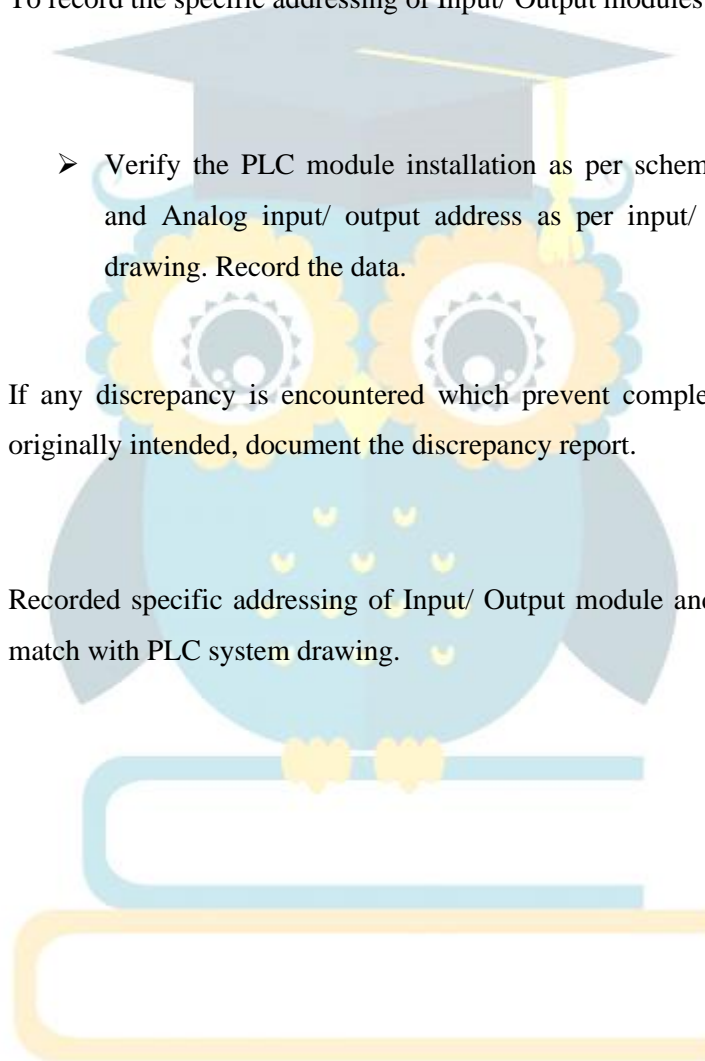 To record the specific addressing of Input/ Output modules
➢ Verify the PLC module installation as per
and Analog input/ output address as per input/
drawing. Record the data.
If any discrepancy is encountered which prevent
originally intended, document the discrepancy report.
Recorded specific addressing of Input/ Output module and
match with PLC system drawing.